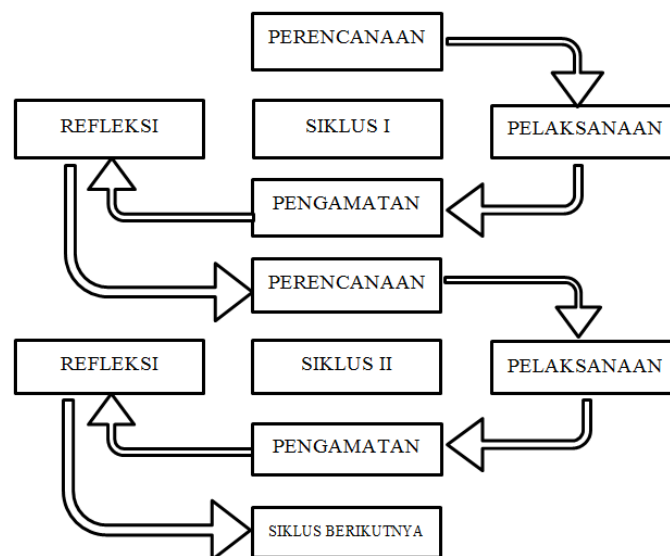 PERENCANAAN
REFLEKSI
SIKLUS I
PELAKSANAAN
PENGAMATAN
PERENCANAAN
REFLEKSI
SIKLUS II
PELAKSANAAN
PENGAMATAN
SIKLUS BERIKUTNYA